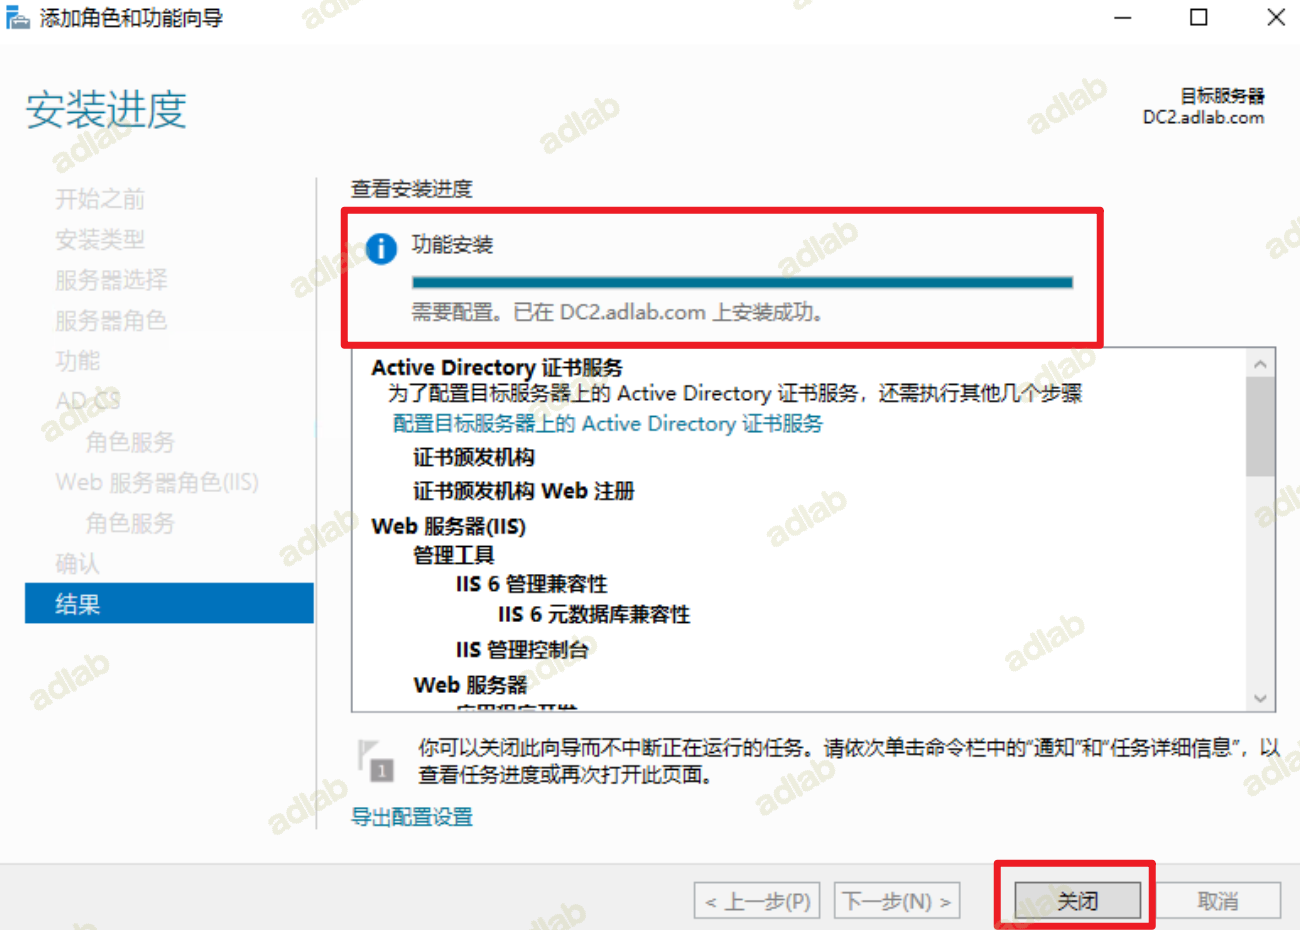 添加角色和功能向导
安装进度
目标服务器
DC2.adlab.com
开始之前
安装类型
服务器选择
服务器角色
功能
AD CS
角色服务
Web 服务器角色(IIS)
角色服务
确认
结果
查看安装进度
功能安装
需要配置。已在 DC2.adlab.com 上安装成功。
Active Directory 证书服务
为了配置目标服务器上的 Active Directory 证书服务，还需执行其他几个步骤
配置目标服务器上的 Active Directory 证书服务
证书颁发机构
证书颁发机构 Web 注册
Web 服务器(IIS)
管理工具
IIS 6 管理兼容性
IIS 6 元数据库兼容性
IIS 管理控制台
Web 服务器
应用程序开发
1
你可以关闭此向导而不中断正在运行的任务。请依次单击命令栏中的“通知”和“任务详细信息”，以
查看任务进度或再次打开此页面。
导出配置设置
< 上一步(P)
下一步(N) >
关闭
取消
adlab